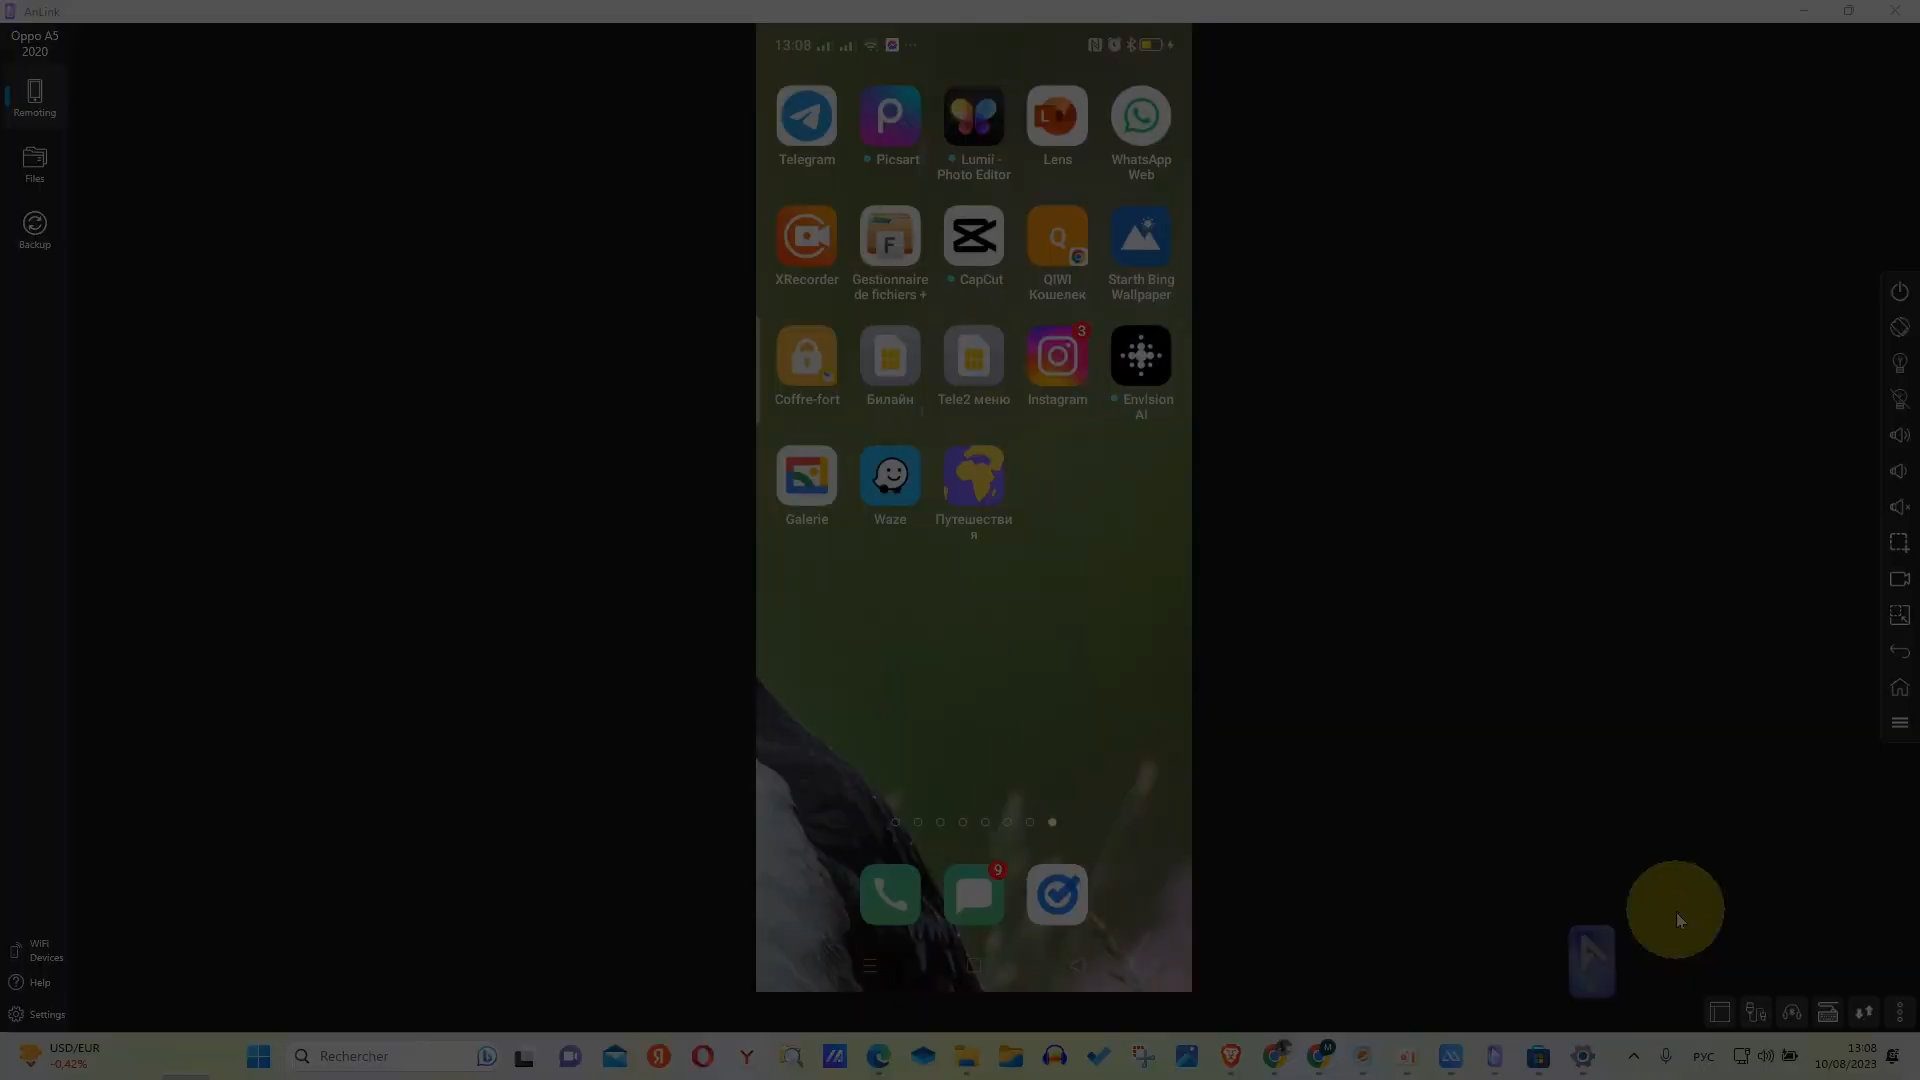 AnLink
Oppo A5
2020
Remoting
Files
Backup
13:08
Telegram
Picsart
Lumii -
Photo Editor
Lens
WhatsApp
Web
XRecorder
Gestionnaire
de fichiers +
CapCut
QIWI
Кошелек
Starth Bing
Wallpaper
Coffre-fort
Билайн
Tele2 меню
3
Instagram
Envision
AI
Galerie
Waze
Путешестви
я
9
WiFi
Devices
Help
Settings
USD/EUR
-0,42%
Rechercher
РУС
13:08
10/08/2023